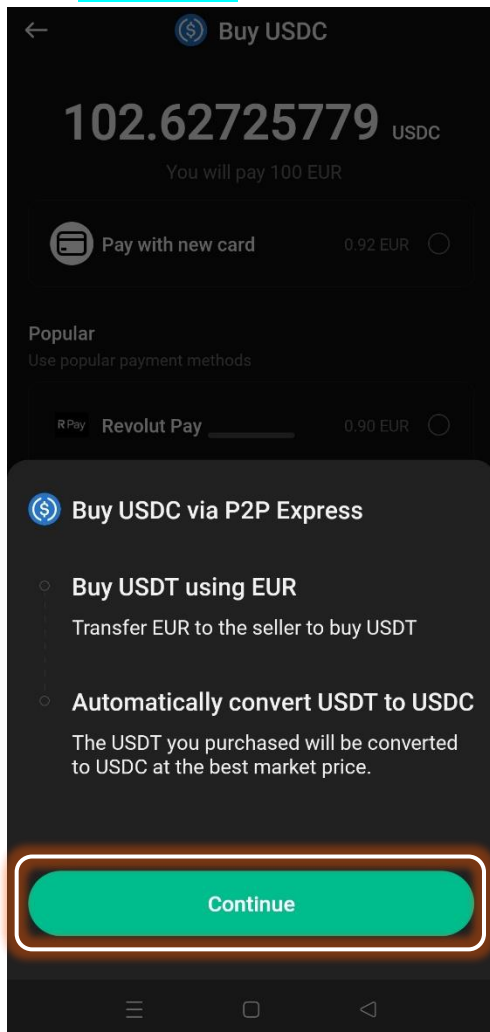 Buy USDC
102.62725779 USDC
You will pay 100 EUR
Pay with new card 0.92 EUR
Popular
Use popular payment methods
R Pay Revolut Pay 0.90 EUR
Buy USDC via P2P Express
Buy USDT using EUR
Transfer EUR to the seller to buy USDT
Automatically convert USDT to USDC
The USDT you purchased will be converted
to USDC at the best market price.
Continue